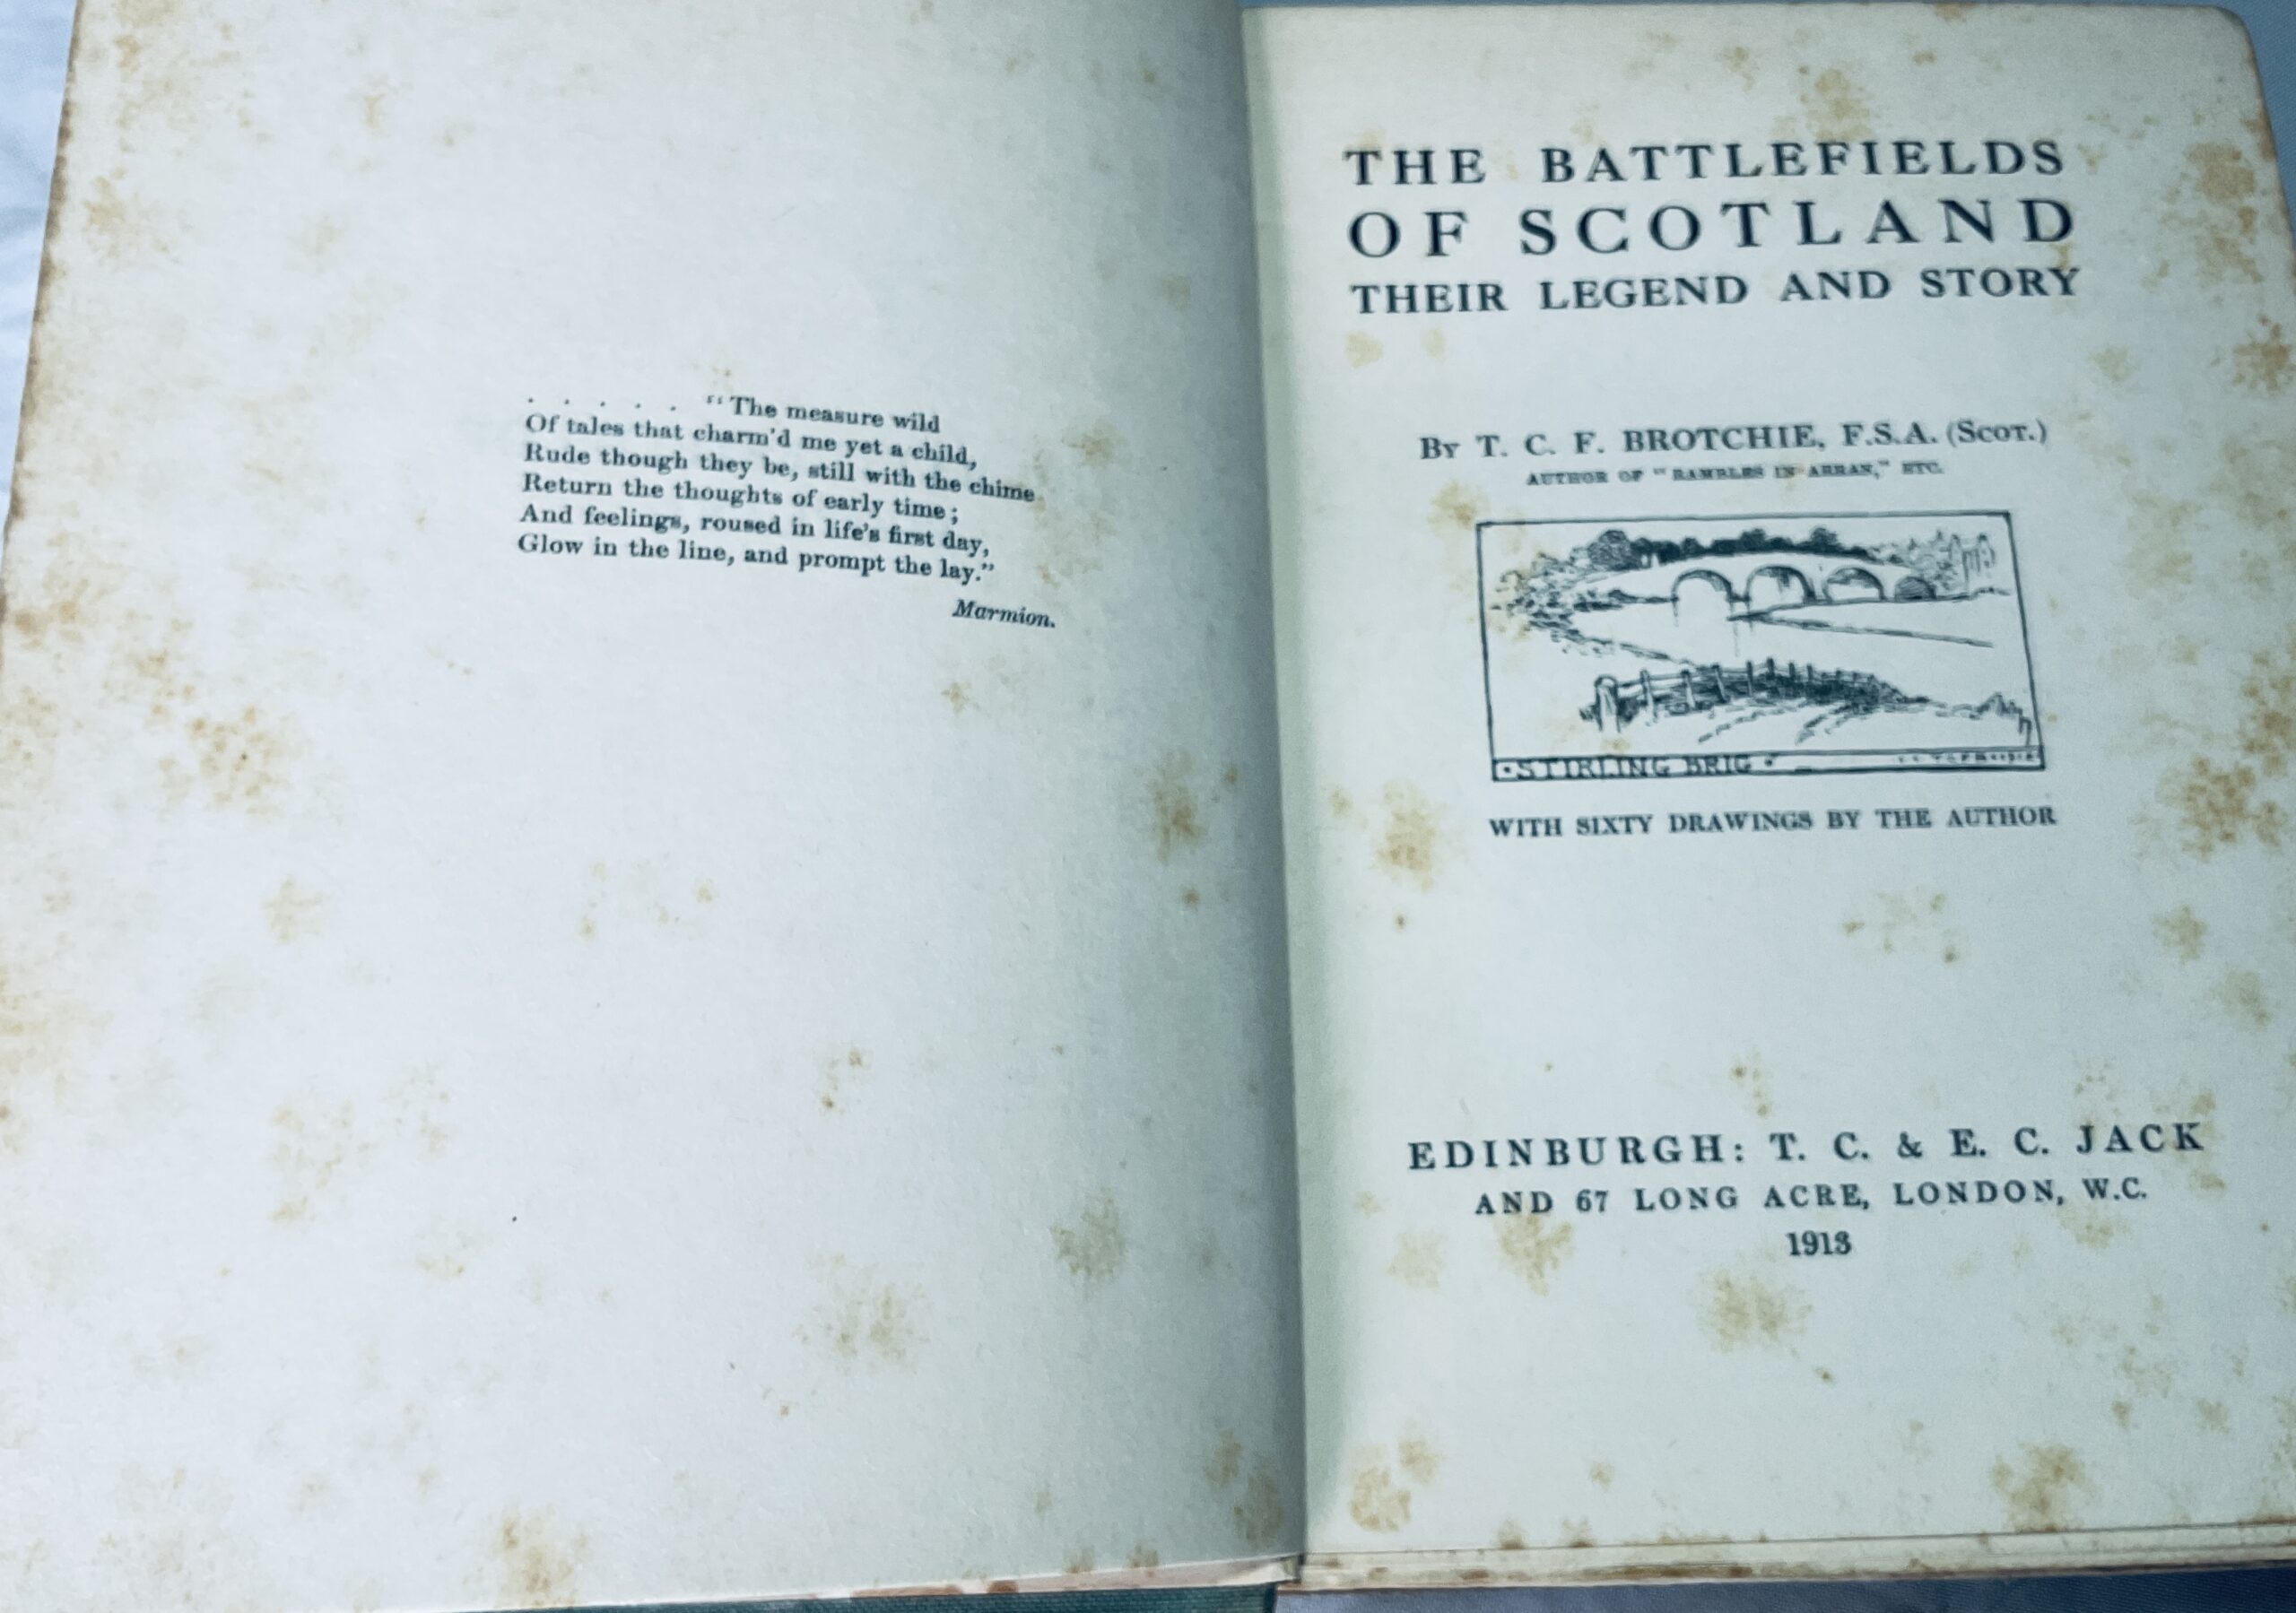 . . . . . "The measure wild
Of tales that charm'd me yet a child,
Rude though they be, still with the chime
Return the thoughts of early time;
And feelings, roused in life's first day,
Glow in the line, and prompt the lay."
Marmion.
THE BATTLEFIELDS
OF SCOTLAND
THEIR LEGEND AND STORY
By T. C. F. BROTCHIE, F.S.A. (Scot.)
AUTHOR OF "RAMBLES IN ARRAN," ETC.
·STIRLING BRIG·
WITH SIXTY DRAWINGS BY THE AUTHOR
EDINBURGH: T. C. & E. C. JACK
AND 67 LONG ACRE, LONDON, W.C.
1913